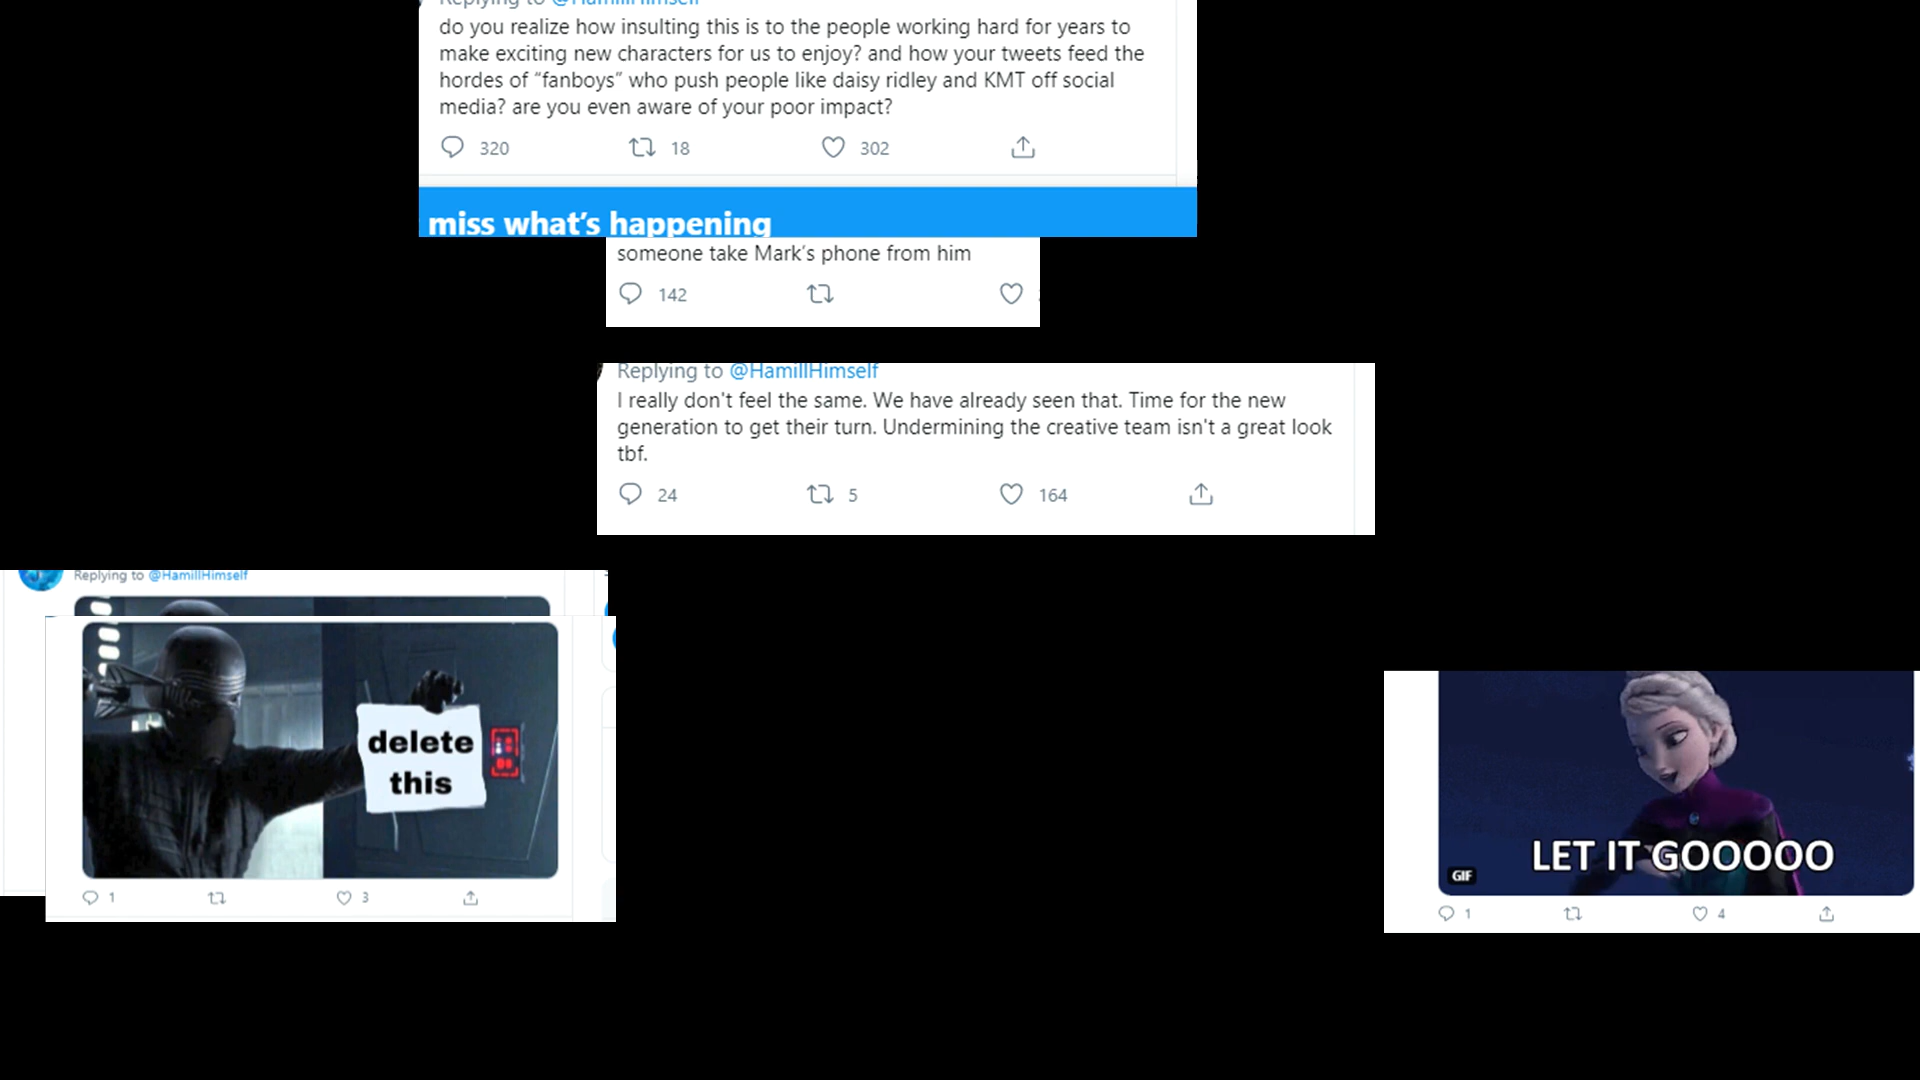 Replying to @HamillHimself
do you realize how insulting this is to the people working hard for years to
make exciting new characters for us to enjoy? and how your tweets feed the
hordes of “fanboys” who push people like daisy ridley and KMT off social
media? are you even aware of your poor impact?
320 18 302
miss what’s happening
someone take Mark’s phone from him
142
Replying to @HamillHimself
I really don't feel the same. We have already seen that. Time for the new
generation to get their turn. Undermining the creative team isn't a great look
tbf.
24 5 164
Replying to @HamillHimself
delete
this
1 3
LET IT GOOOOO
GIF
1 4